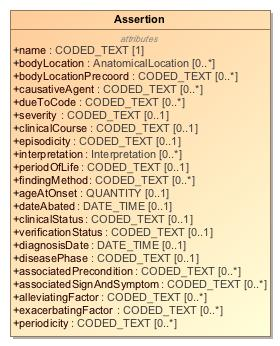 Assertion
attributes
+name : CODED_TEXT [1]
+bodyLocation : AnatomicalLocation [0..*]
+bodyLocationPrecoord : CODED_TEXT [0..*]
+causativeAgent : CODED_TEXT [0..*]
+dueToCode : CODED_TEXT [0..*]
+severity : CODED_TEXT [0..1]
+clinicalCourse : CODED_TEXT [0..1]
+episodicity : CODED_TEXT [0..1]
+interpretation : Interpretation [0..*]
+periodOfLife : CODED_TEXT [0..1]
+findingMethod : CODED_TEXT [0..*]
+ageAtOnset : QUANTITY [0..1]
+dateAbated : DATE_TIME [0..1]
+clinicalStatus : CODED_TEXT [0..1]
+verificationStatus : CODED_TEXT [0..1]
+diagnosisDate : DATE_TIME [0..1]
+diseasePhase : CODED_TEXT [0..1]
+associatedPrecondition : CODED_TEXT [0..*]
+associatedSignAndSymptom : CODED_TEXT [0..*]
+alleviatingFactor : CODED_TEXT [0..*]
+exacerbatingFactor : CODED_TEXT [0..*]
+periodicity : CODED_TEXT [0..*]